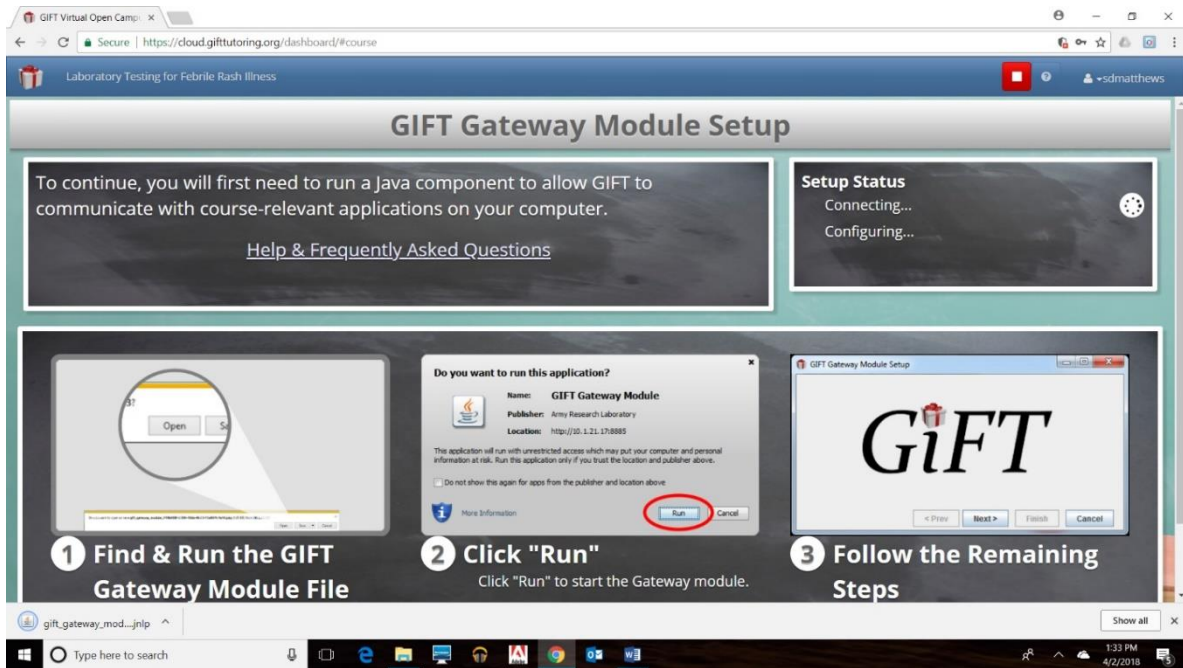 GIFT Virtual Open Camp
Secure | https://cloud.gifttutoring.org/dashboard/#course
Laboratory Testing for Febrile Rash Illness
sdmatthews
GIFT Gateway Module Setup
To continue, you will first need to run a Java component to allow GIFT to
communicate with course-relevant applications on your computer.
Help & Frequently Asked Questions
Setup Status
Connecting...
Configuring...
Open
Do you want to run this application?
Name: GIFT Gateway Module
Publisher: Army Research Laboratory
Location: http://10.1.21.17:8885
This application will run with unrestricted access which may put your computer and personal
information at risk. Run this application only if you trust the location and publisher above.
Do not show this again for apps from the publisher and location above
More Information
Run
Cancel
GIFT Gateway Module Setup
GIFT
< Prev
Next >
Finish
Cancel
1 Find & Run the GIFT
Gateway Module File
2 Click "Run"
Click "Run" to start the Gateway module.
3 Follow the Remaining
Steps
gift_gateway_mod....jnlp
Show all
Type here to search
1:33 PM
4/2/2018